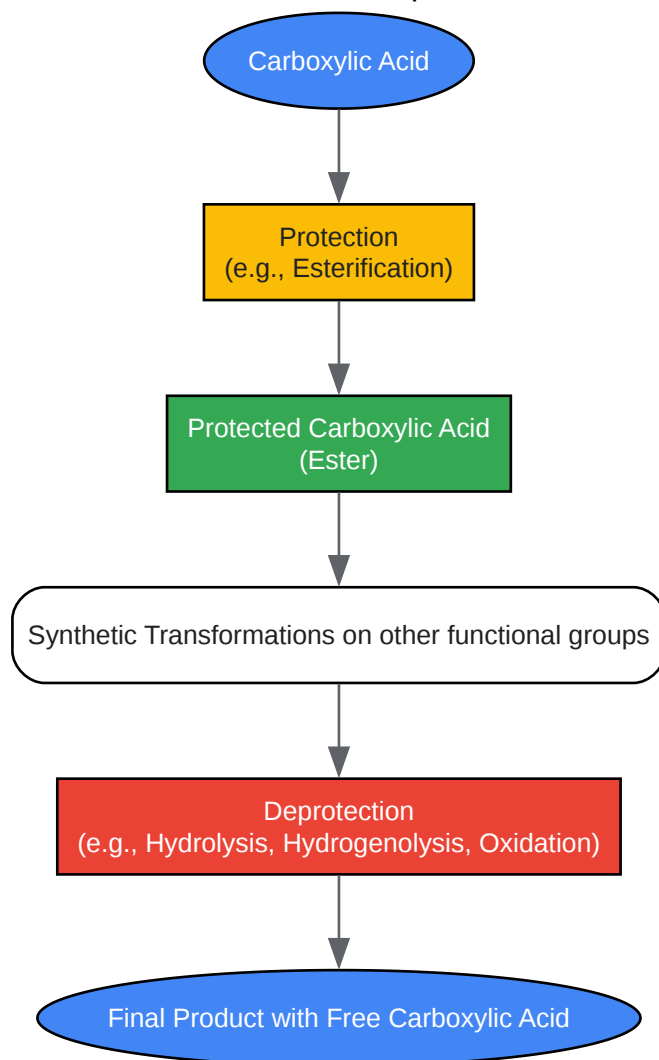 Carboxylic Acid
Protection
(e.g., Esterification)
Protected Carboxylic Acid
(Ester)
Synthetic Transformations on other functional groups
Deprotection
(e.g., Hydrolysis, Hydrogenolysis, Oxidation)
Final Product with Free Carboxylic Acid